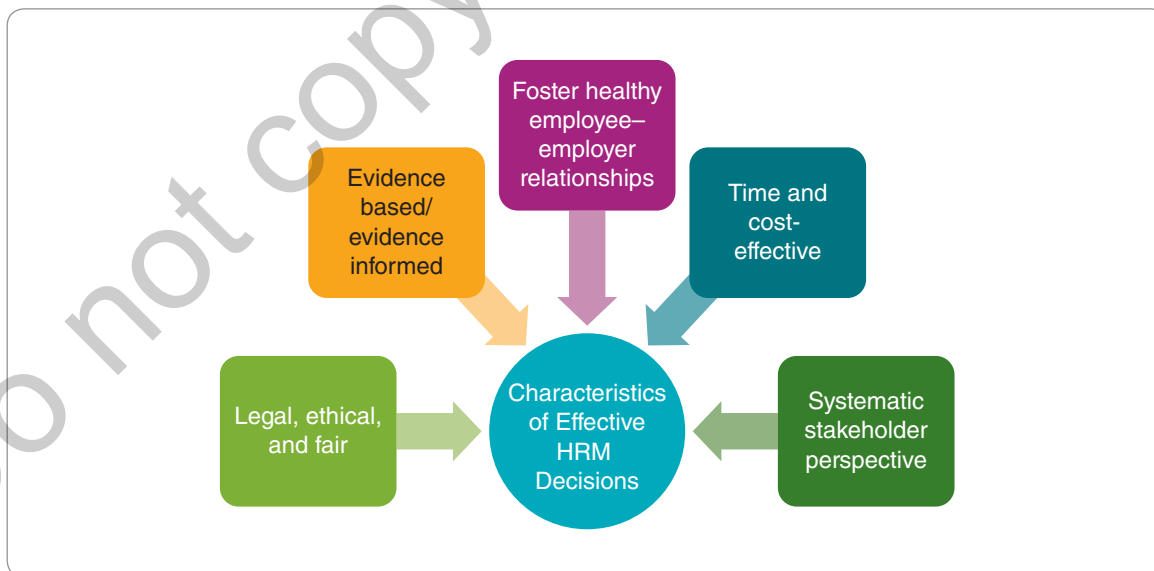 Do not copy
Foster healthy
employee–
employer
relationships
Evidence
based/
evidence
informed
Time and
cost-
effective
Legal, ethical,
and fair
Characteristics
of Effective
HRM
Decisions
Systematic
stakeholder
perspective